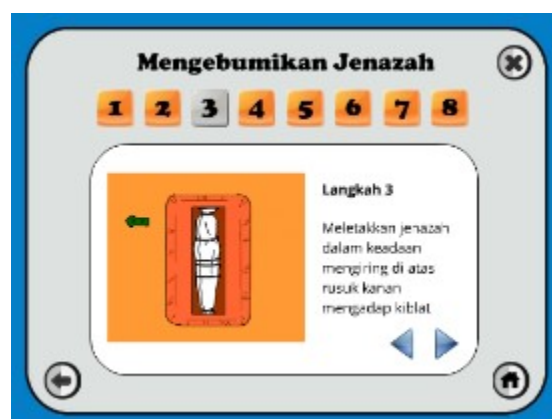 Mengebumikan Jenazah
1 2 3 4 5 6 7 8
Langkah 3
Meletakkan jenazah
dalam keadaan
mengiring di atas
rusuk kanan
mengadap kiblat